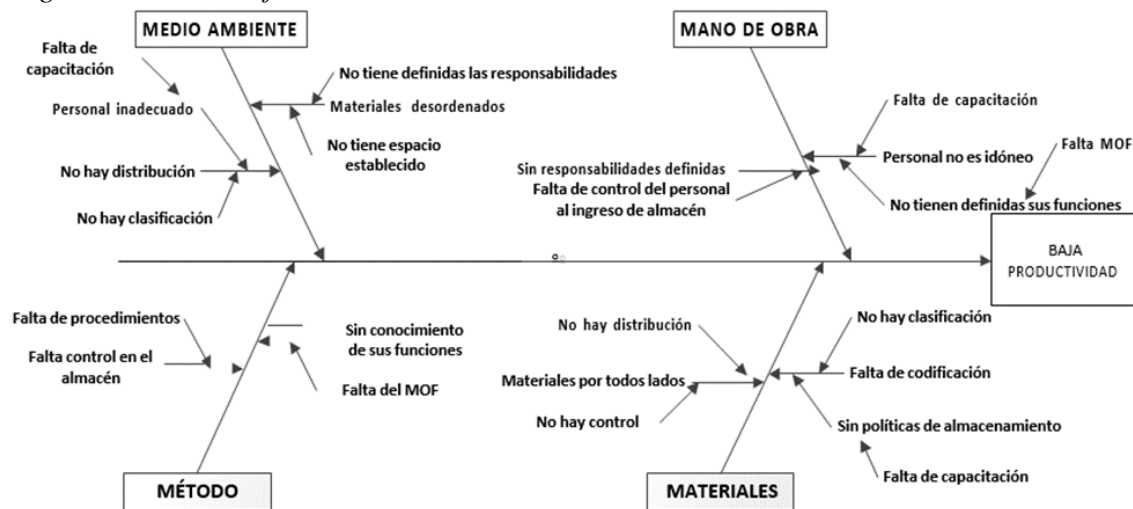 MEDIO AMBIENTE
Falta de
capacitación
No tiene definidas las responsabilidades
Personal inadecuado
Materiales desordenados
No tiene espacio
establecido
No hay distribución
No hay clasificación
MANO DE OBRA
Falta de capacitación
Personal no es idóneo
Falta MOF
Sin responsabilidades definidas
Falta de control del personal
al ingreso de almacén
No tienen definidas sus funciones
BAJA
PRODUCTIVIDAD
Falta de procedimientos
Falta control en el
almacén
Sin conocimiento
de sus funciones
Falta del MOF
MÉTODO
No hay distribución
No hay clasificación
Materiales por todos lados
Falta de codificación
No hay control
Sin políticas de almacenamiento
Falta de capacitación
MATERIALES